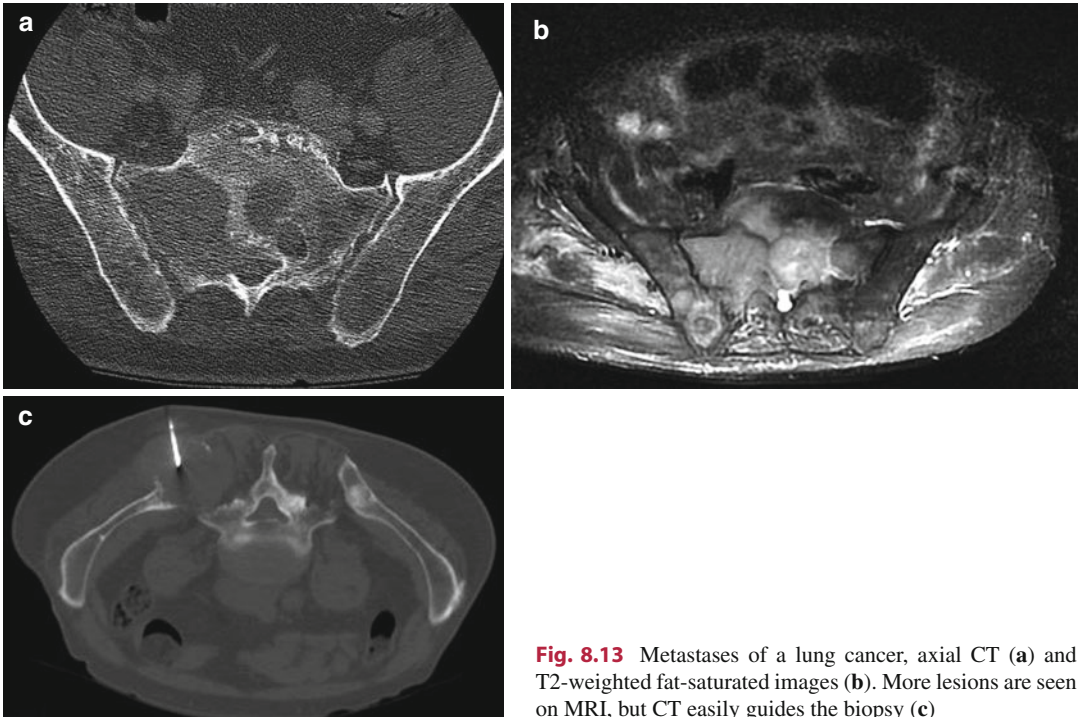 a
b
c
Fig. 8.13 Metastases of a lung cancer, axial CT (a) and
T2-weighted fat-saturated images (b). More lesions are seen
on MRI, but CT easily guides the biopsy (c)